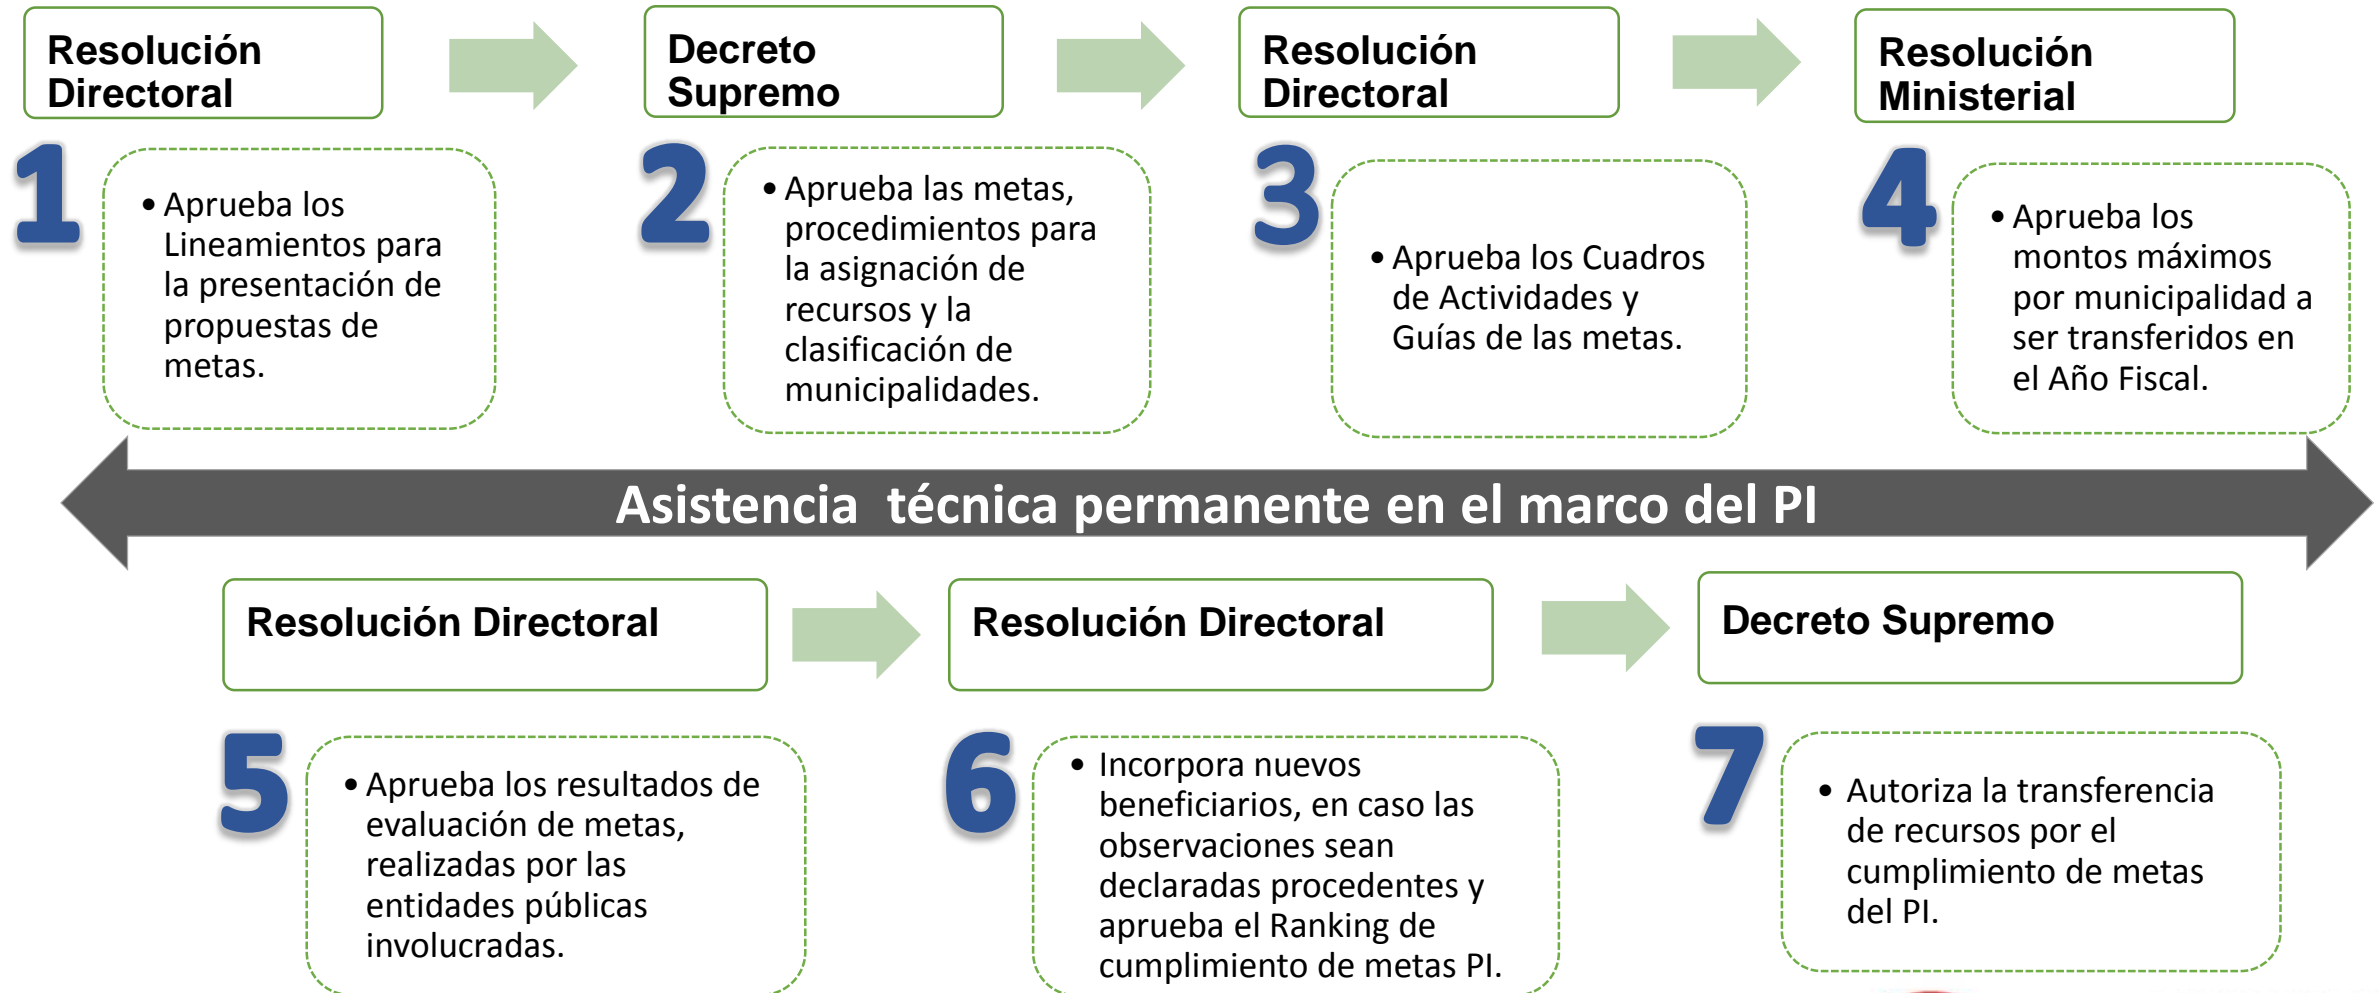 Resolución
Directoral
Decreto
Supremo
Resolución
Directoral
Resolución
Ministerial
1
• Aprueba los
Lineamientos para
la presentación de
propuestas de
metas.
2
• Aprueba las metas,
procedimientos para
la asignación de
recursos y la
clasificación de
municipalidades.
3
• Aprueba los Cuadros
de Actividades y
Guías de las metas.
4
• Aprueba los
montos máximos
por municipalidad a
ser transferidos en
el Año Fiscal.
Asistencia técnica permanente en el marco del PI
Resolución Directoral
Resolución Directoral
Decreto Supremo
5
• Aprueba los resultados de
evaluación de metas,
realizadas por las
entidades públicas
involucradas.
6
• Incorpora nuevos
beneficiarios, en caso las
observaciones sean
declaradas procedentes y
aprueba el Ranking de
cumplimiento de metas PI.
7
• Autoriza la transferencia
de recursos por el
cumplimiento de metas
del PI.